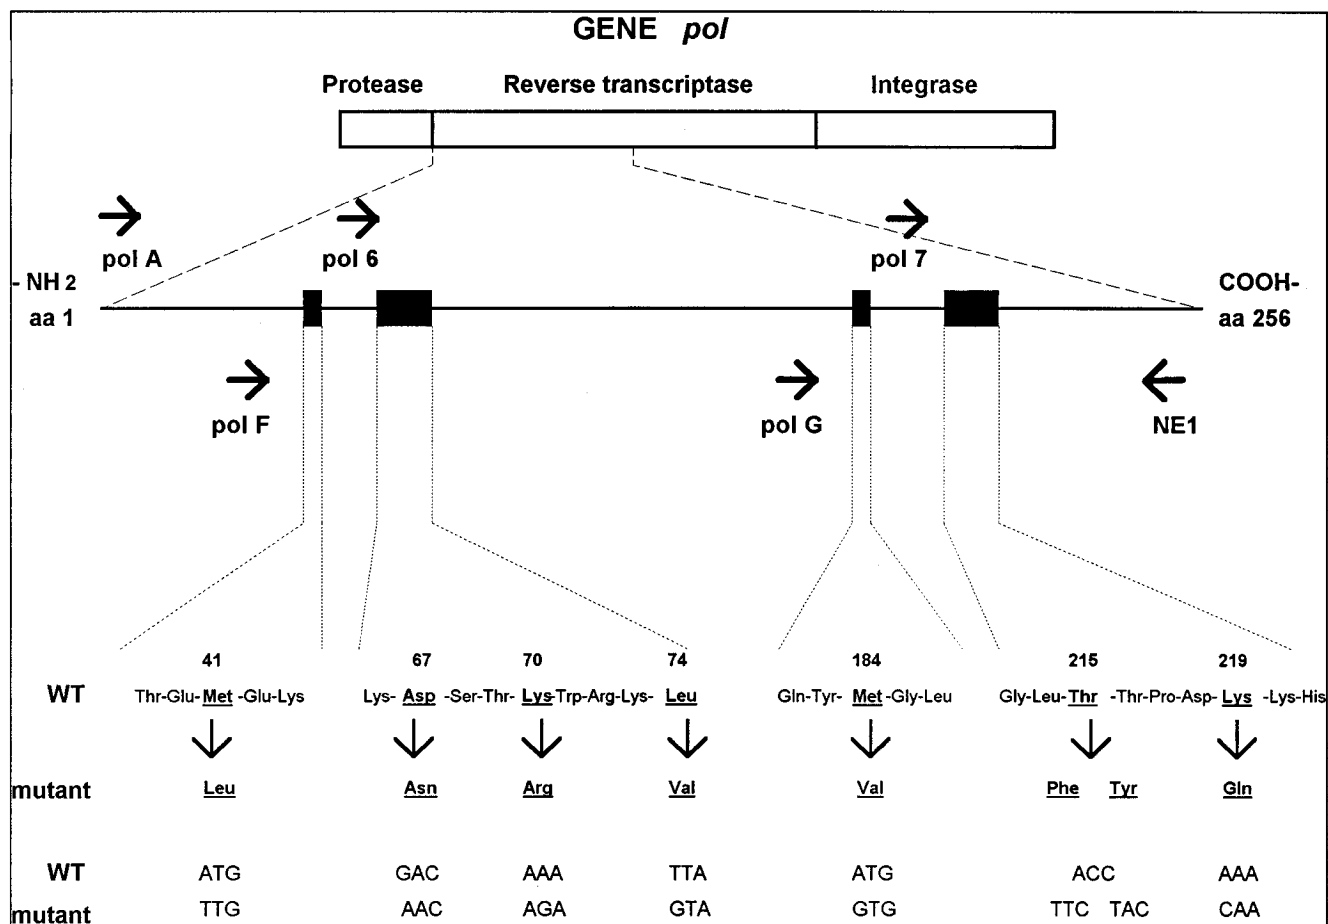 GENE pol
Protease Reverse transcriptase Integrase
pol A pol 6 pol 7
- NH 2 COOH-
aa 1 aa 256
pol F pol G NE1
41 67 70 74 184 215 219
WT Thr-Glu-Met -Glu-Lys Lys- Asp -Ser-Thr- Lys-Trp-Arg-Lys- Leu Gln-Tyr- Met-Gly-Leu Gly-Leu-Thr -Thr-Pro-Asp- Lys -Lys-His
mutant Leu Asn Arg Val Val Phe Tyr Gln
WT ATG GAC AAA TTA ATG ACC AAA
mutant TTG AAC AGA GTA GTG TTC TAC CAA